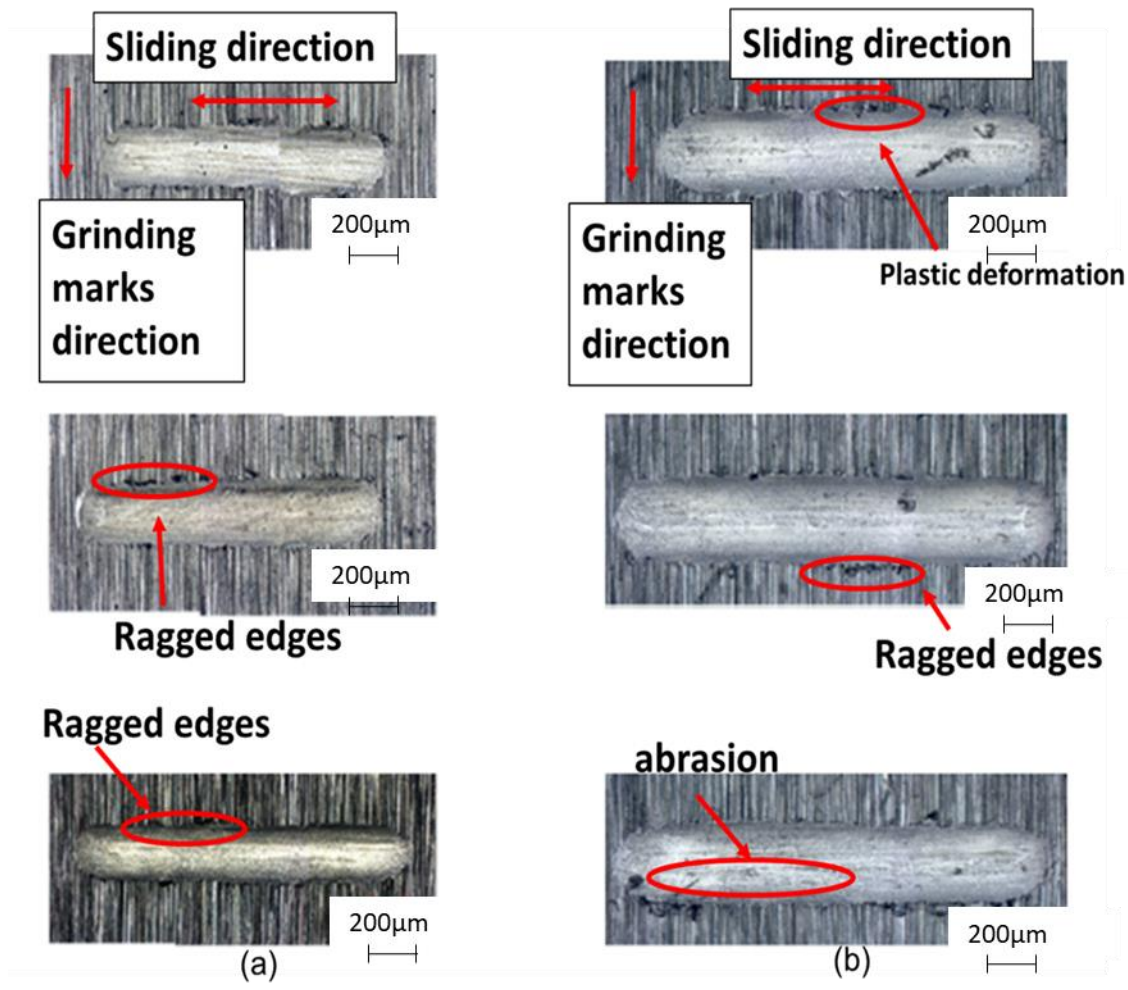 Sliding direction
Grinding
marks
direction
200µm
Sliding direction
Grinding
marks
direction
200µm
Plastic deformation
200µm
Ragged edges
200µm
Ragged edges
Ragged edges
200µm
(a)
abrasion
200µm
(b)